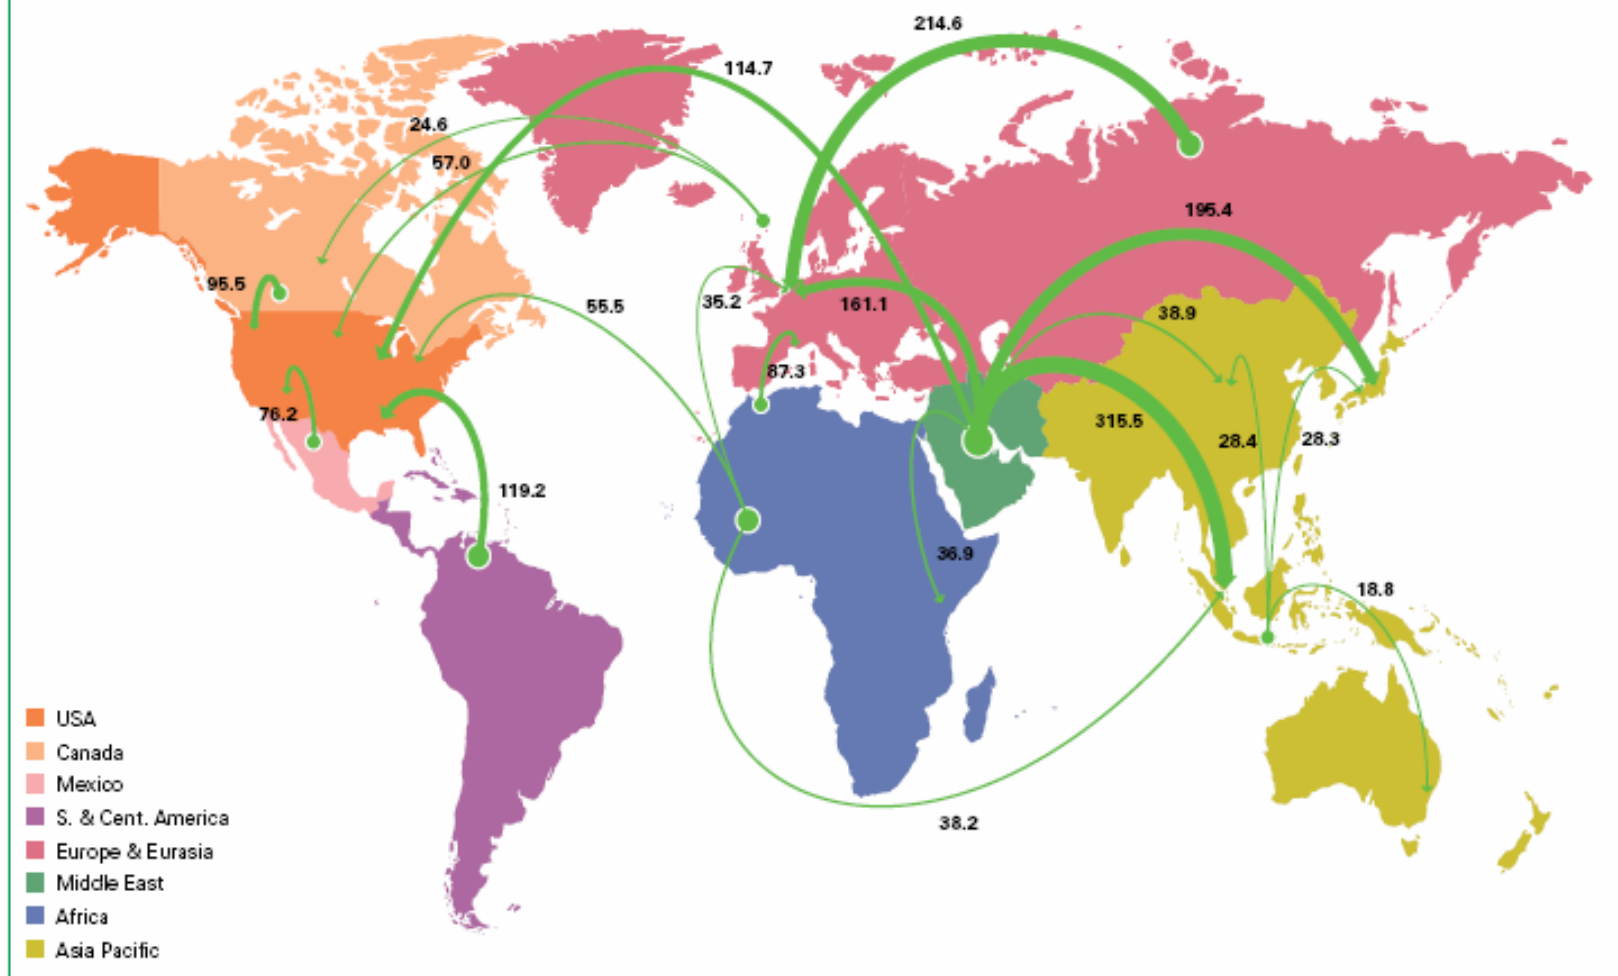 214.6
114.7
24.6
57.0
195.4
95.5
55.5
35.2
161.1
38.9
87.3
76.2
315.5
28.4
28.3
119.2
36.9
18.8
38.2
USA
Canada
Mexico
S. & Cent. America
Europe & Eurasia
Middle East
Africa
Asia Pacific